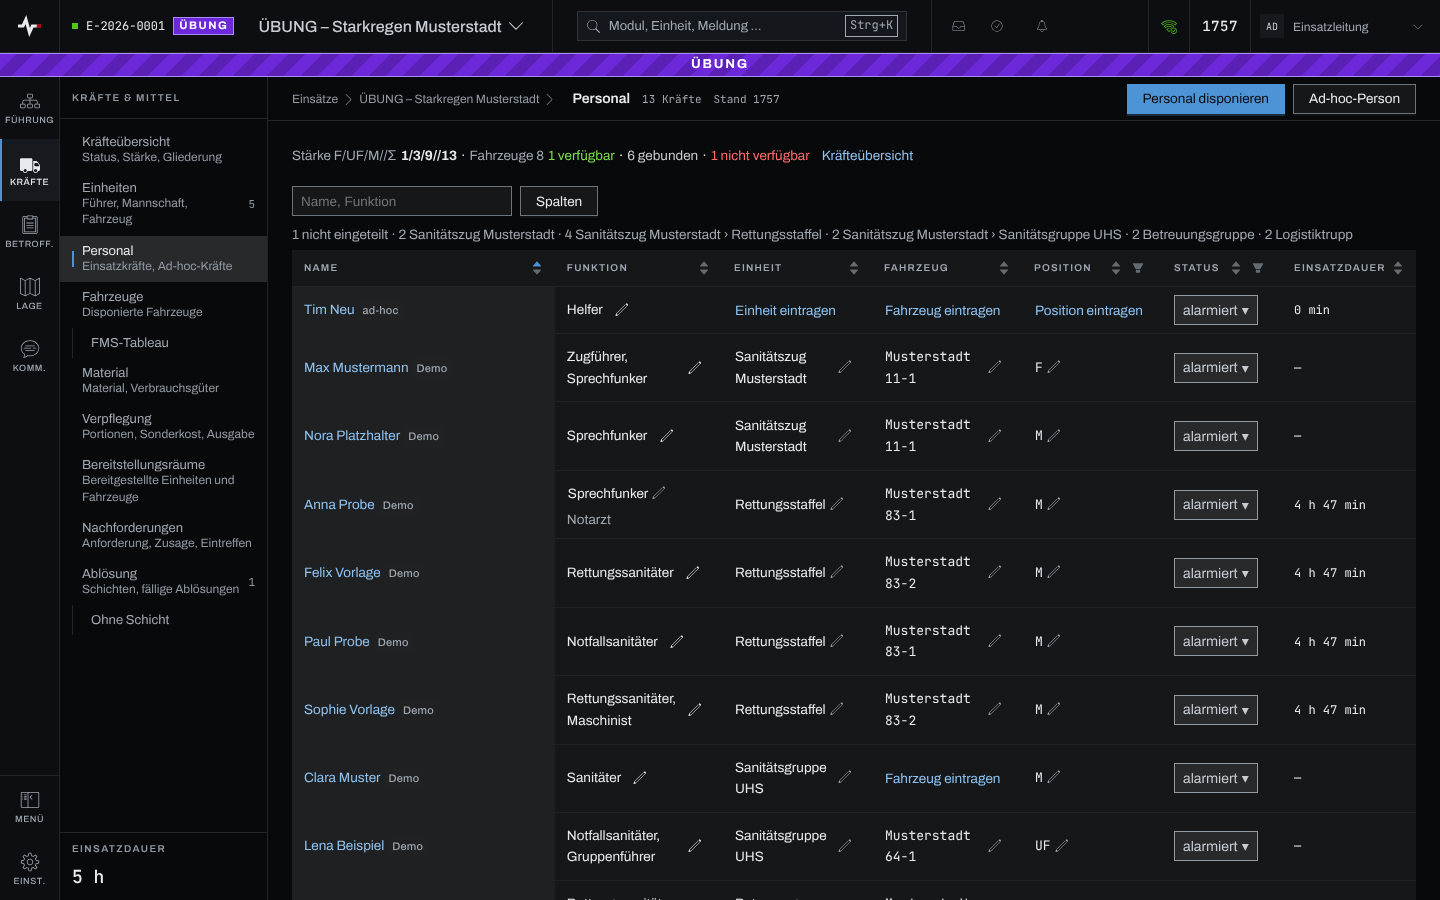 E-2026-0001 ÜBUNG ÜBUNG – Starkregen Musterstadt Modul, Einheit, Meldung ... Strg+K 1757 AD Einsatzleitung
ÜBUNG
FÜHRUNG
KRÄFTE
BETROFF.
LAGE
KOMM.
MENÜ
EINST.
KRÄFTE & MITTEL
Kräfteübersicht
Status, Stärke, Gliederung
Einheiten
Führer, Mannschaft,
Fahrzeug
5
Personal
Einsatzkräfte, Ad-hoc-Kräfte
Fahrzeuge
Disponierte Fahrzeuge
FMS-Tableau
Material
Material, Verbrauchsgüter
Verpflegung
Portionen, Sonderkost, Ausgabe
Bereitstellungsräume
Bereitgestellte Einheiten und
Fahrzeuge
Nachforderungen
Anforderung, Zusage, Eintreffen
Ablösung
Schichten, fällige Ablösungen
1
Ohne Schicht
EINSATZDAUER
5 h
Einsätze ÜBUNG – Starkregen Musterstadt Personal 13 Kräfte Stand 1757 Personal disponieren Ad-hoc-Person
Stärke F/UF/M//Σ 1/3/9//13 · Fahrzeuge 8 1 verfügbar · 6 gebunden · 1 nicht verfügbar Kräfteübersicht
Name, Funktion Spalten
1 nicht eingeteilt · 2 Sanitätszug Musterstadt · 4 Sanitätszug Musterstadt › Rettungsstaffel · 2 Sanitätszug Musterstadt › Sanitätsgruppe UHS · 2 Betreuungsgruppe · 2 Logistiktrupp
NAME FUNKTION EINHEIT FAHRZEUG POSITION STATUS EINSATZDAUER
Tim Neu ad-hoc Helfer Einheit eintragen Fahrzeug eintragen Position eintragen alarmiert ▾ 0 min
Zugführer, Sanitätszug Musterstadt
Max Mustermann Demo F alarmiert ▾ –
Sprechfunker Musterstadt 11-1
Sanitätszug Musterstadt
Nora Platzhalter Demo Sprechfunker M alarmiert ▾ –
Musterstadt 11-1
Sprechfunker Musterstadt
Anna Probe Demo Rettungsstaffel M alarmiert ▾ 4 h 47 min
Notarzt 83-1
Musterstadt
Felix Vorlage Demo Rettungssanitäter Rettungsstaffel M alarmiert ▾ 4 h 47 min
83-2
Musterstadt
Paul Probe Demo Notfallsanitäter Rettungsstaffel M alarmiert ▾ 4 h 47 min
83-1
Rettungssanitäter, Musterstadt
Sophie Vorlage Demo Rettungsstaffel M alarmiert ▾ 4 h 47 min
Maschinist 83-2
Sanitätsgruppe
Clara Muster Demo Sanitäter Fahrzeug eintragen M alarmiert ▾ –
UHS
Notfallsanitäter, Sanitätsgruppe Musterstadt
Lena Beispiel Demo UF alarmiert ▾ –
Gruppenführer UHS 64-1